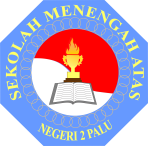 SEKOLAH MENENGAH ATAS
NEGERI 2 PALU